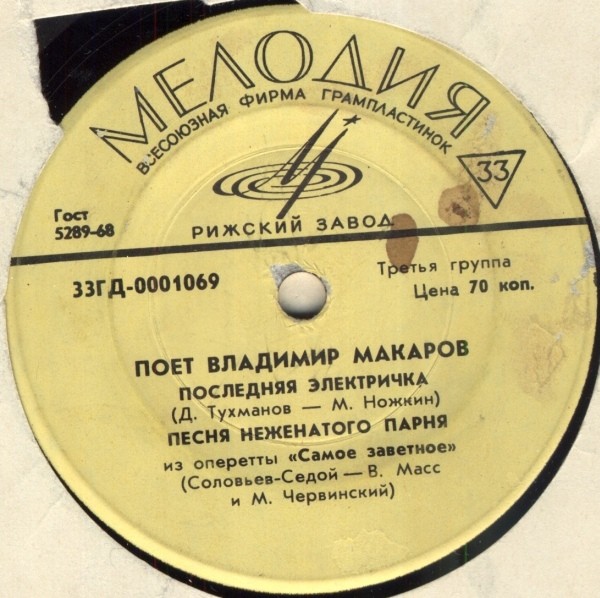 МЕЛОДИЯ
ВСЕСОЮЗНАЯ ФИРМА ГРАМПЛАСТИНОК
33
Гост
5289-68
РИЖСКИЙ ЗАВОД
33ГД-0001069
Третья группа
Цена 70 коп.
ПОЕТ ВЛАДИМИР МАКАРОВ
ПОСЛЕДНЯЯ ЭЛЕКТРИЧКА
(Д. Тухманов — М. Ножкин)
ПЕСНЯ НЕЖЕНАТОГО ПАРНЯ
из оперетты «Самое заветное»
(Соловьев-Седой — В. Масс
и М. Червинский)